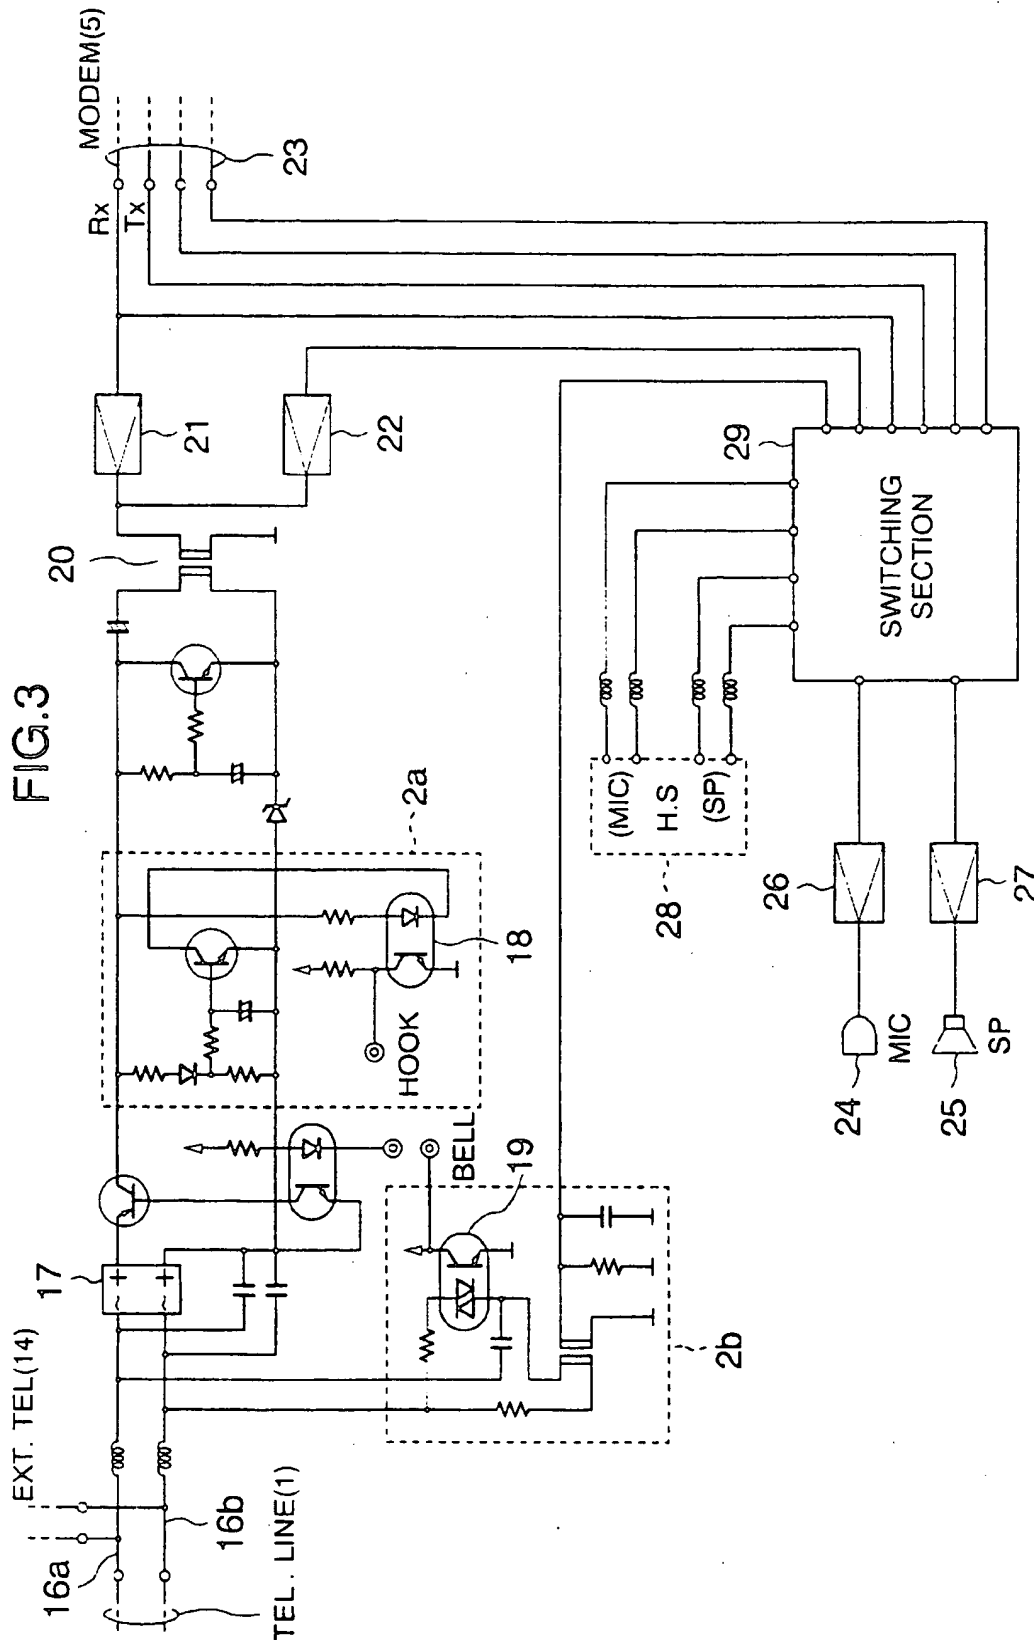 FIG.3
EXT. TEL(14)
16a
16b
TEL. LINE(1)
17
BELL
19
2b
HOOK
18
2a
20
21
22
Rx
Tx
MODEM(5)
23
(MIC)
H.S
(SP)
28
29
SWITCHING
SECTION
26
27
MIC
24
SP
25